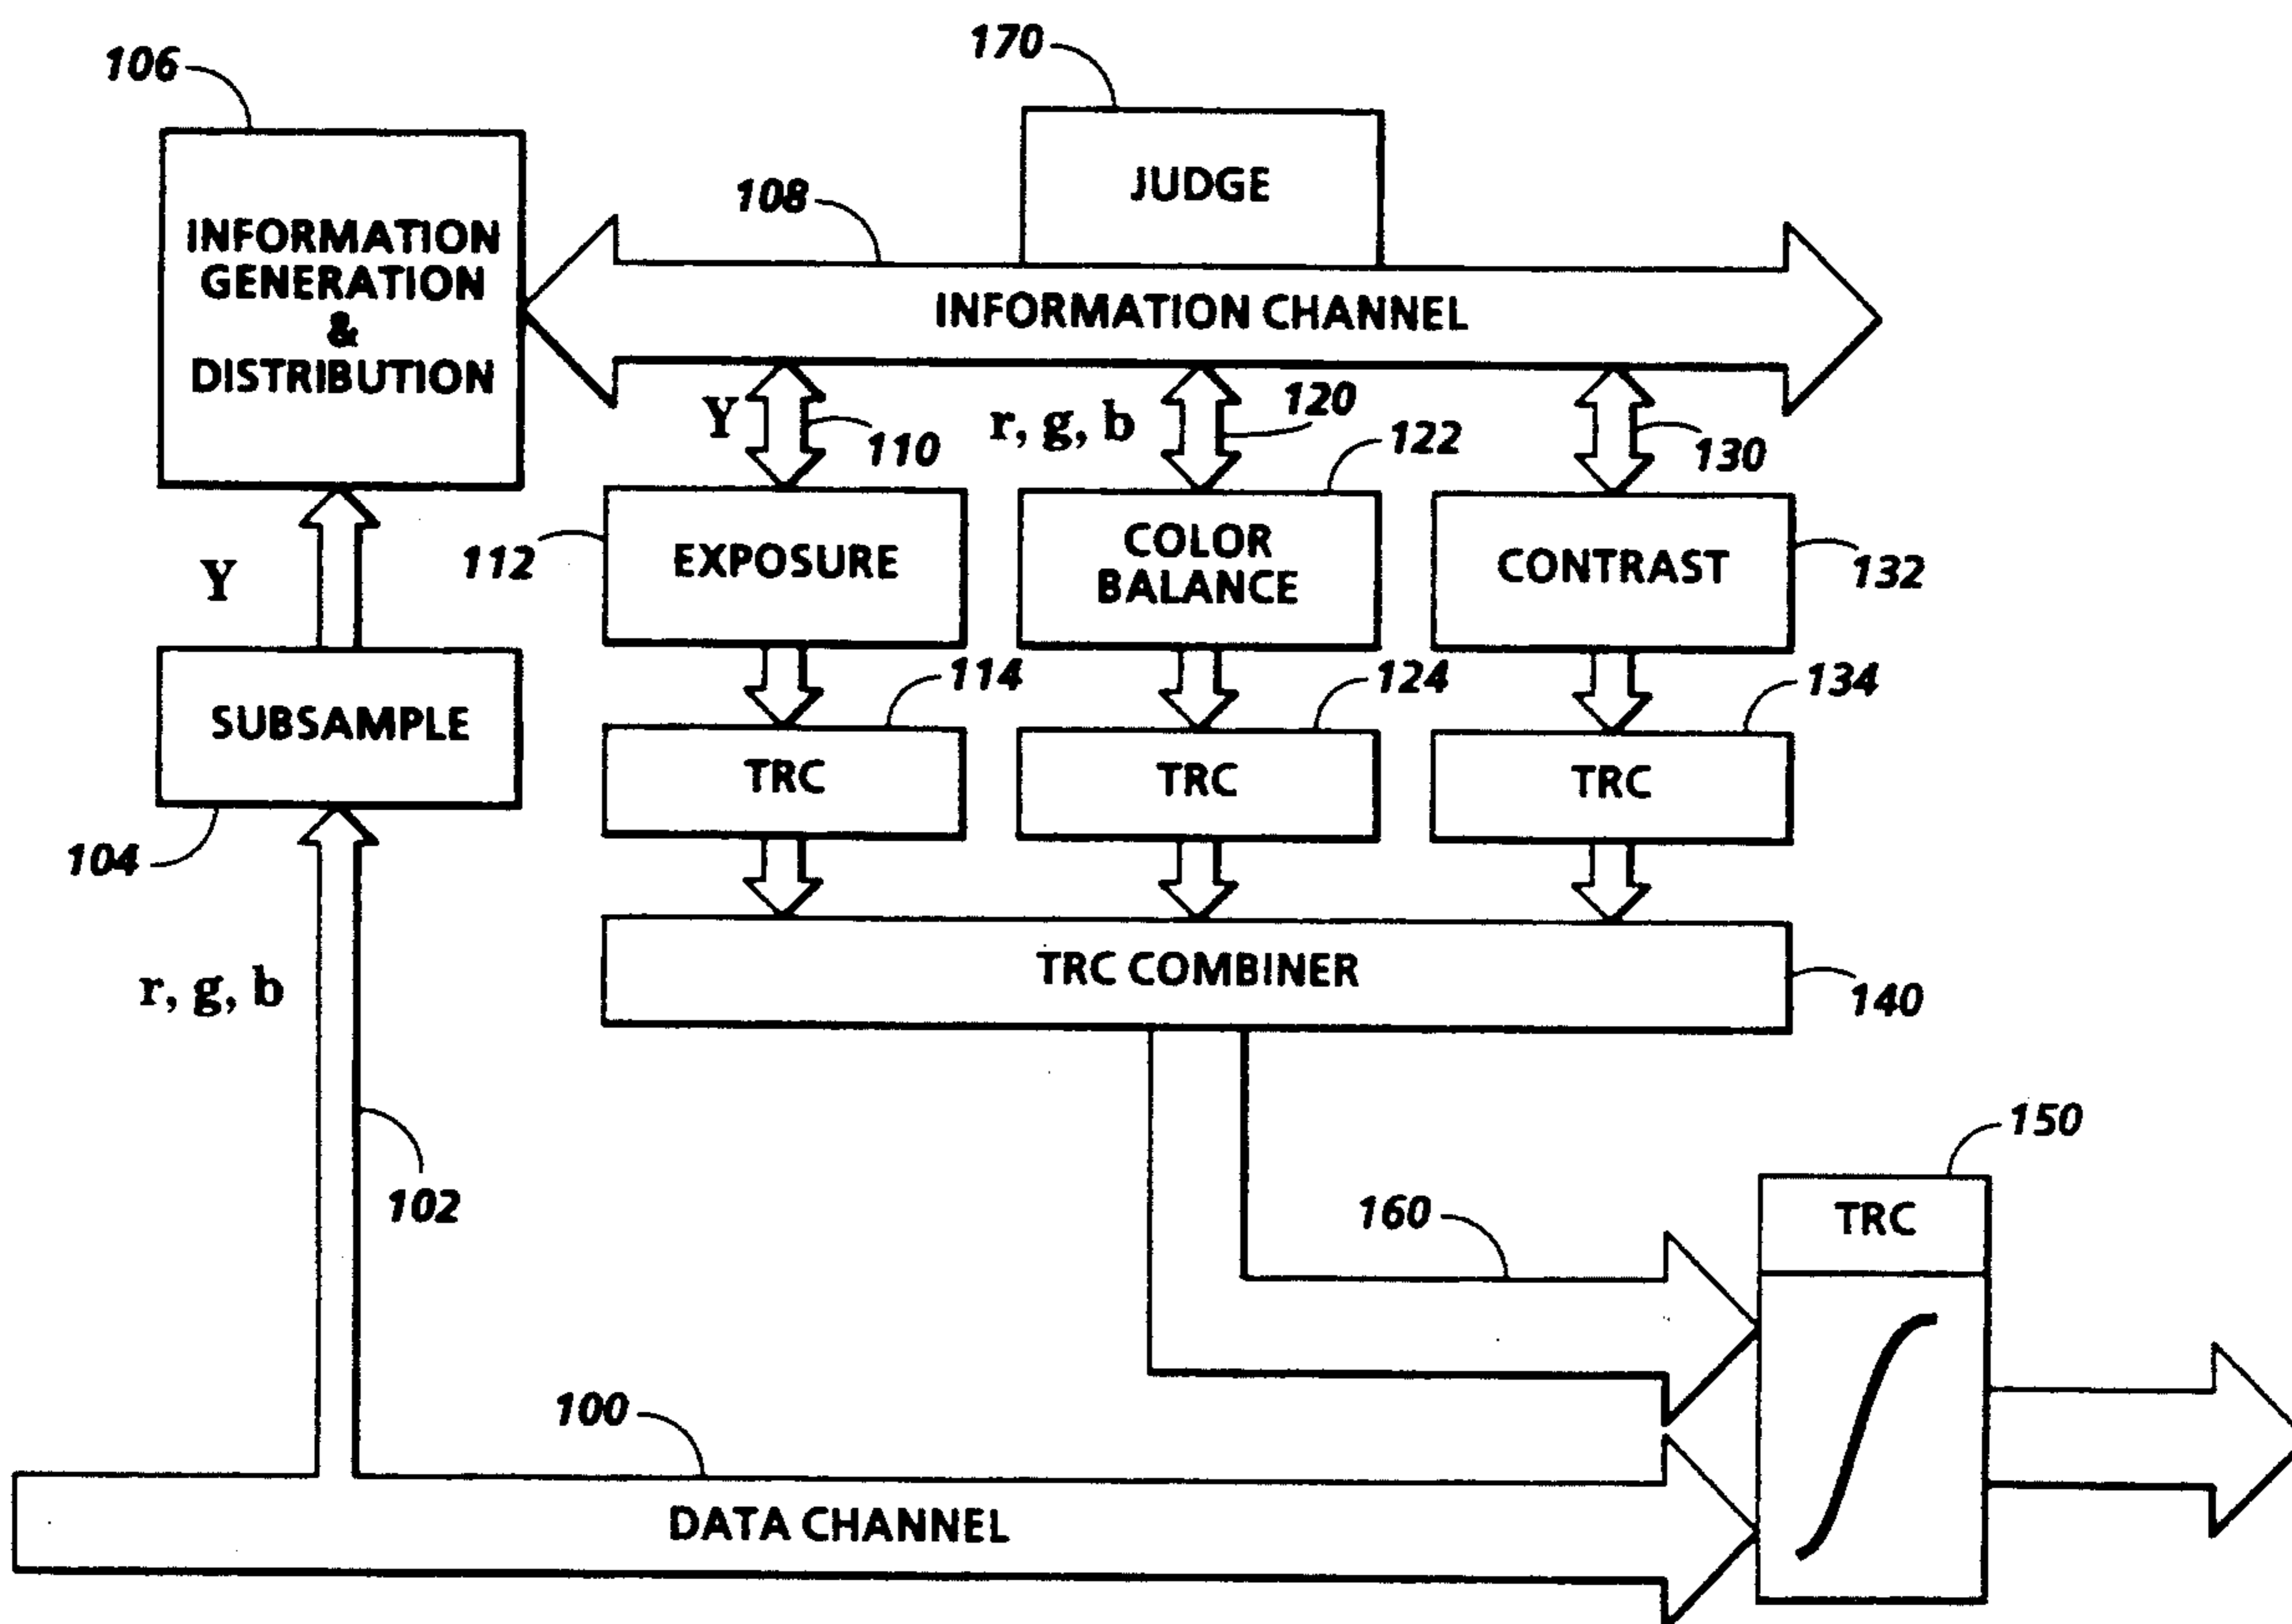 170
106
JUDGE
108
INFORMATION
GENERATION
&
DISTRIBUTION
INFORMATION CHANNEL
Y
110
r, g, b
120
122
130
112
EXPOSURE
COLOR
BALANCE
CONTRAST
132
Y
SUBSAMPLE
114
124
134
TRC
TRC
TRC
104
r, g, b
TRC COMBINER
140
102
150
160
TRC
100
DATA CHANNEL